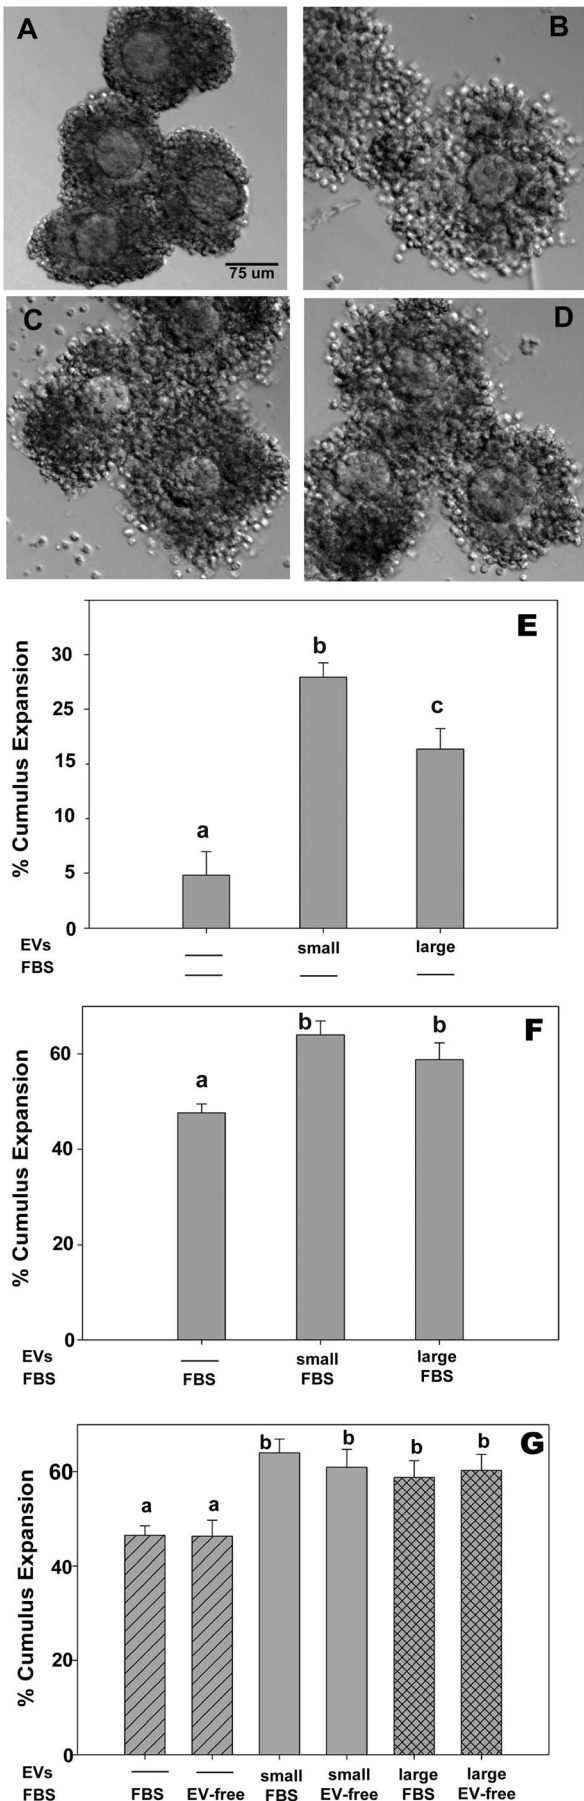 A
B
75 um
C
D
E
% Cumulus Expansion
30
25
15
10
5
0
b
c
a
EVs
small
large
FBS
F
% Cumulus Expansion
60
40
20
0
a
b
b
EVs
small
large
FBS
FBS
FBS
FBS
G
% Cumulus Expansion
60
40
20
0
a
a
b
b
b
b
EVs
small
small
large
large
FBS
FBS
EV-free
FBS
EV-free
FBS
EV-free